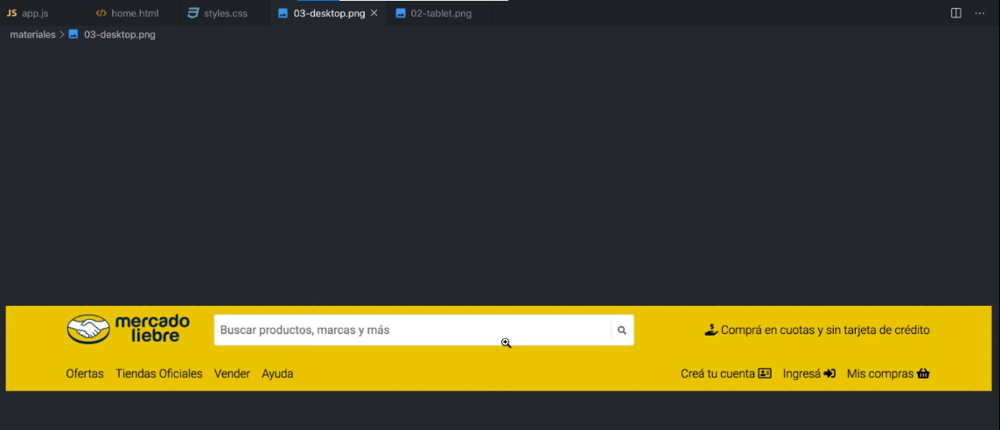 JS app.js home.html styles.css 03-desktop.png 02-tablet.png
materiales > 03-desktop.png
mercado
liebre
Buscar productos, marcas y más
Comprá en cuotas y sin tarjeta de crédito
Ofertas Tiendas Oficiales Vender Ayuda
Creá tu cuenta Ingresá Mis compras